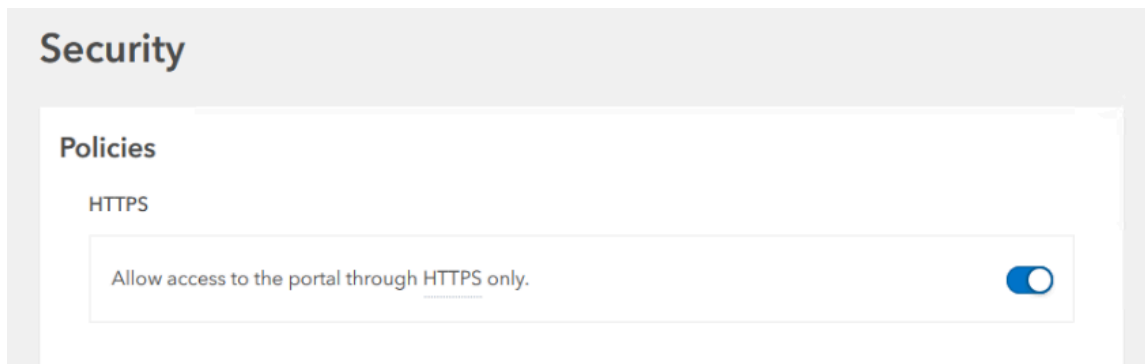 Security
Policies
HTTPS
Allow access to the portal through HTTPS only.